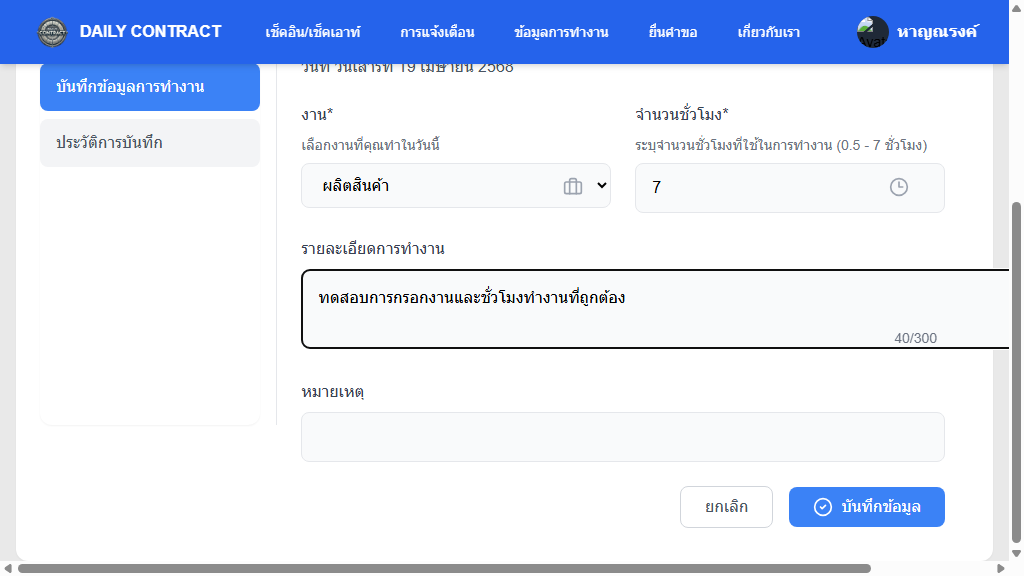 DAILY CONTRACT
เช็คอิน/เช็คเอาท์
การแจ้งเตือน
ข้อมูลการทำงาน
ยื่นคำขอ
เกี่ยวกับเรา
หาญณรงค์
บันทึกข้อมูลการทำงาน
ประวัติการบันทึก
วันที่ วันเสาร์ที่ 19 เมษายน 2568
งาน*
เลือกงานที่คุณทำในวันนี้
ผลิตสินค้า
จำนวนชั่วโมง*
ระบุจำนวนชั่วโมงที่ใช้ในการทำงาน (0.5 - 7 ชั่วโมง)
7
รายละเอียดการทำงาน
ทดสอบการกรอกงานและชั่วโมงทำงานที่ถูกต้อง
40/300
หมายเหตุ
ยกเลิก
บันทึกข้อมูล